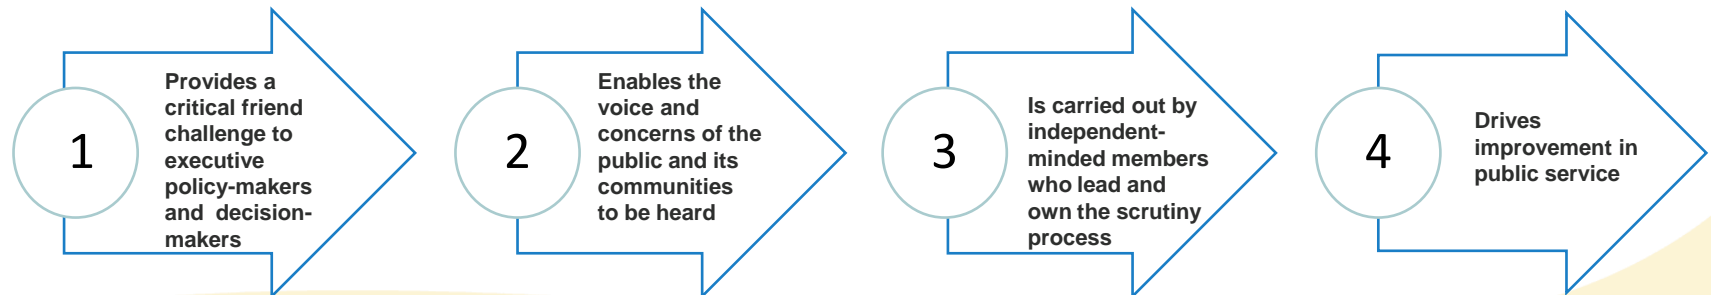 1
Provides a
critical friend
challenge to
executive
policy-makers
and decision-
makers
2
Enables the
voice and
concerns of the
public and its
communities
to be heard
3
Is carried out by
independent-
minded members
who lead and
own the scrutiny
process
4
Drives
improvement in
public service